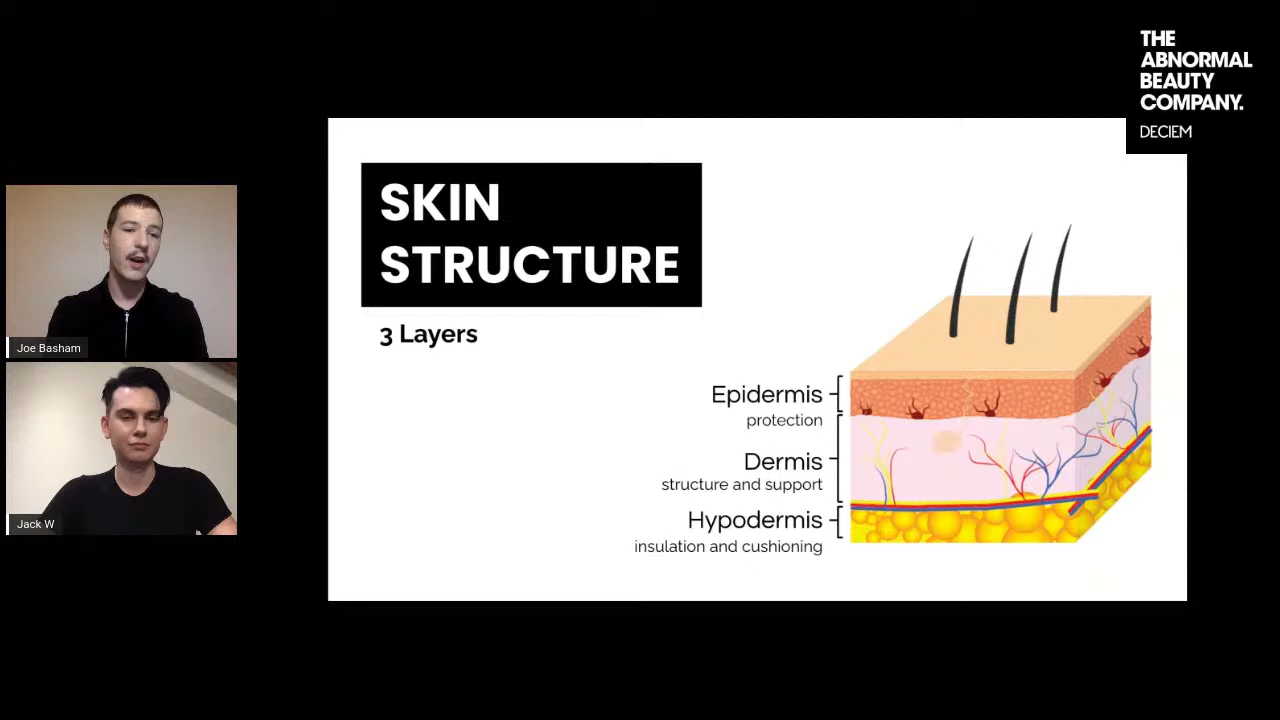 THE
ABNORMAL
BEAUTY
COMPANY.
DECIEM
SKIN
STRUCTURE
3 Layers
Epidermis
protection
Dermis
structure and support
Hypodermis
insulation and cushioning
Joe Basham
Jack W